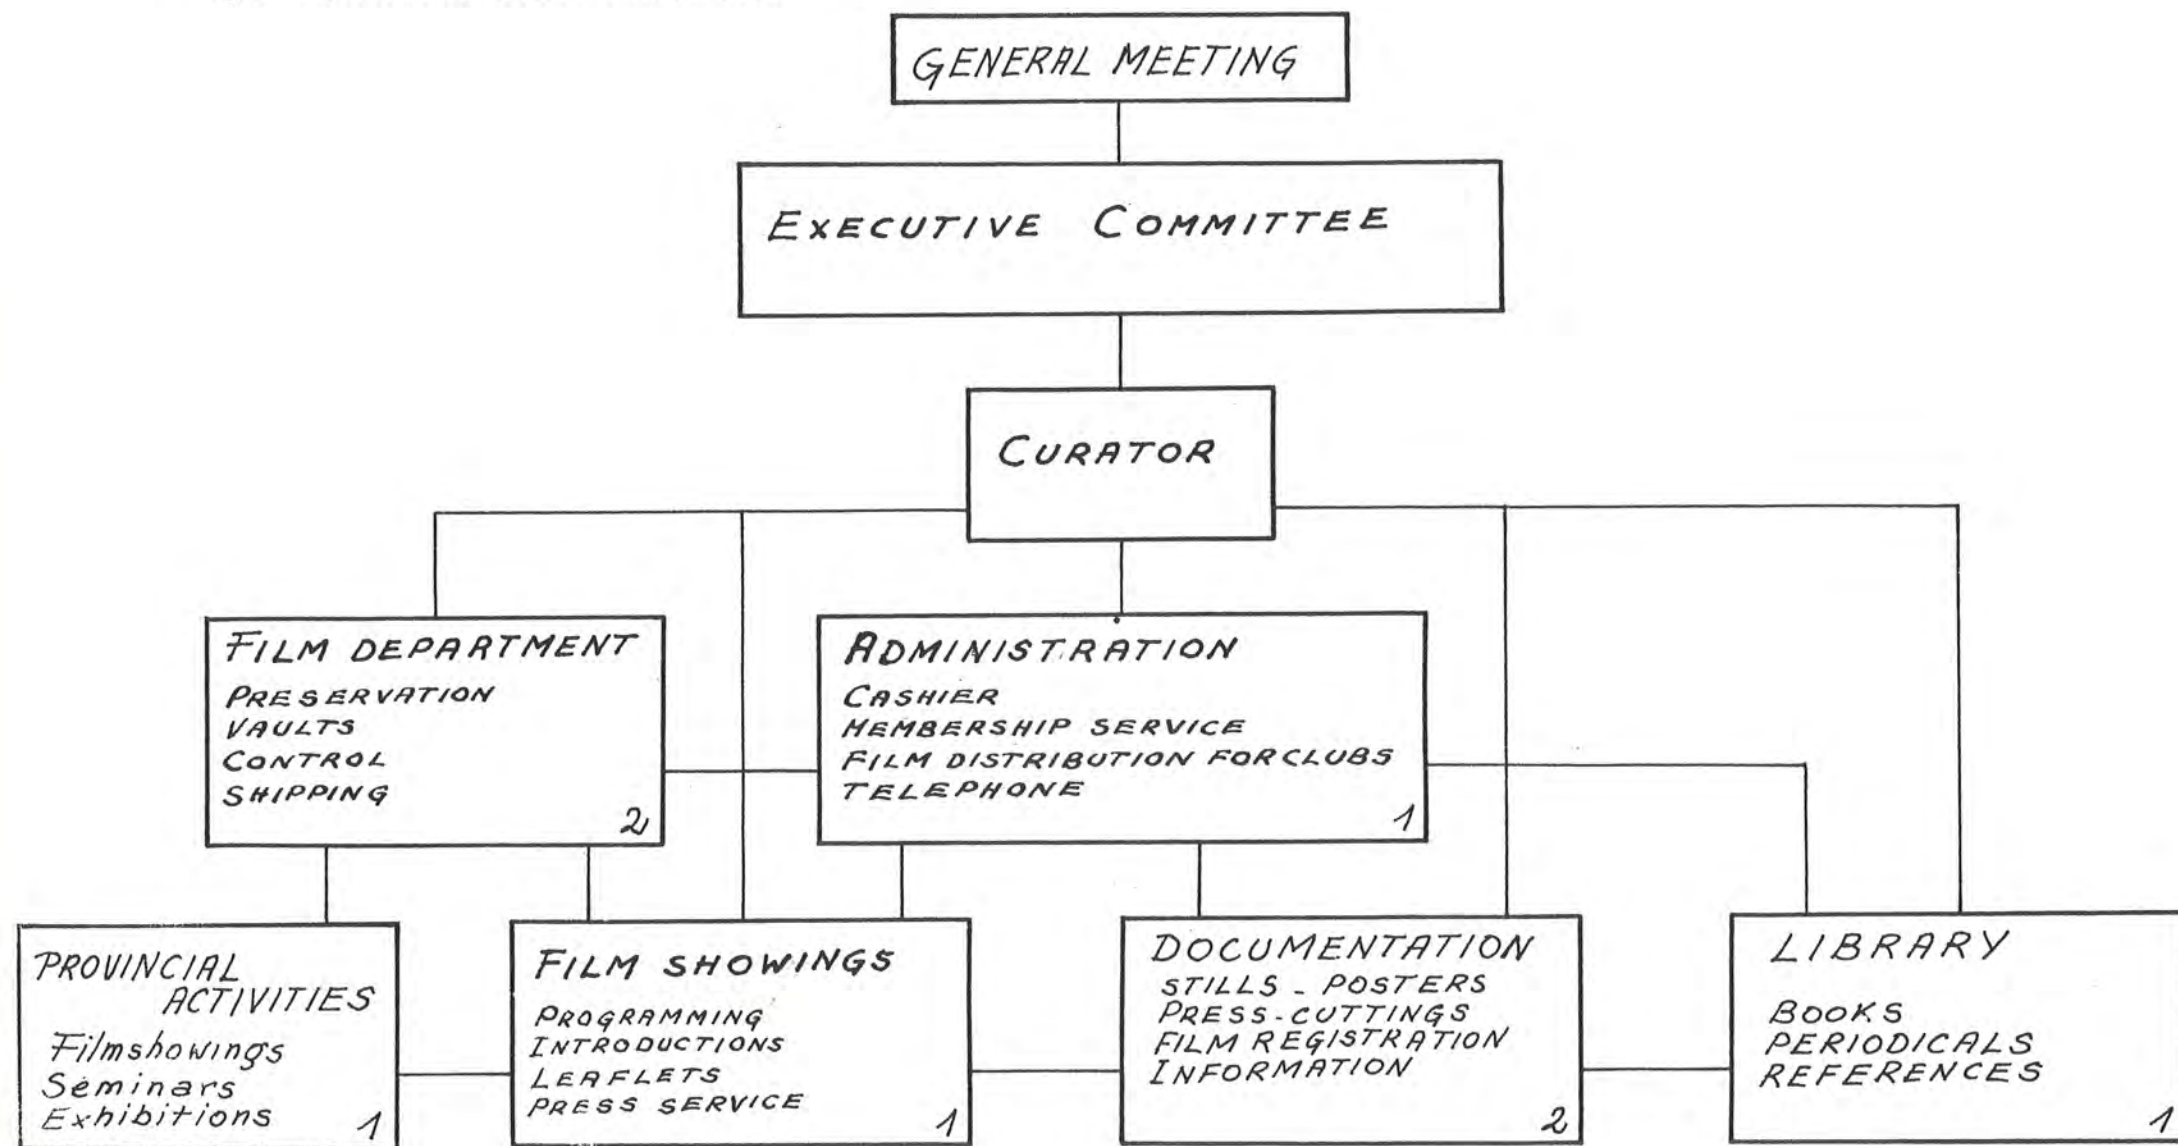 GENERAL MEETING
EXECUTIVE COMMITTEE
CURATOR
FILM DEPARTMENT
PRESERVATION
VAULTS
CONTROL
SHIPPING
2
ADMINISTRATION
CASHIER
MEMBERSHIP SERVICE
FILM DISTRIBUTION FOR CLUBS
TELEPHONE
1
PROVINCIAL
ACTIVITIES
Filmshowings
Seminars
Exhibitions
1
FILM SHOWINGS
PROGRAMMING
INTRODUCTIONS
LEAFLETS
PRESS SERVICE
1
DOCUMENTATION
STILLS - POSTERS
PRESS-CUTTINGS
FILM REGISTRATION
INFORMATION
2
LIBRARY
BOOKS
PERIODICALS
REFERENCES
1